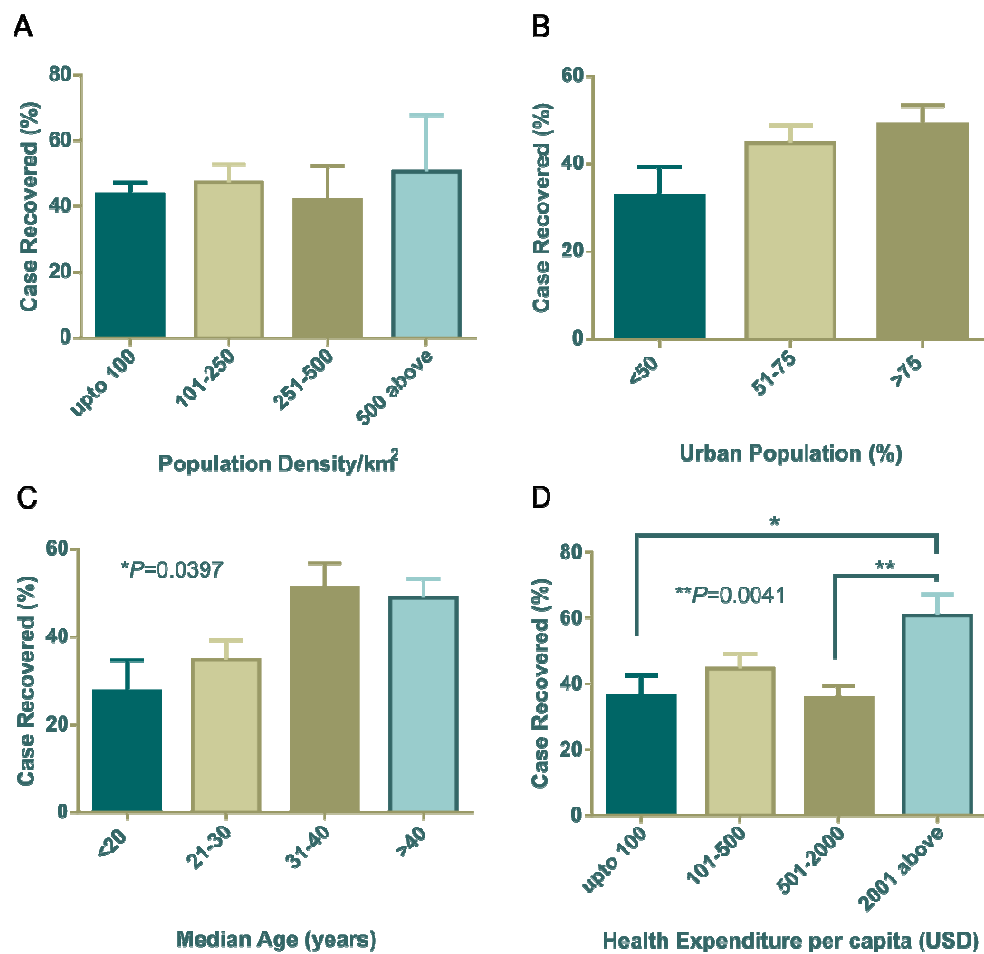 A
Case Recovered (%)
80
60
40
20
0
upto 100
101-250
251-500
500 above
Population Density/km²
B
Case Recovered (%)
60
40
20
0
<50
51-75
>75
Urban Population (%)
C
Case Recovered (%)
60
40
20
0
*P=0.0397
<20
21-30
31-40
>40
Median Age (years)
D
Case Recovered (%)
80
60
40
20
0
*
**
**P=0.0041
upto 100
101-500
501-2000
2001 above
Health Expenditure per capita (USD)